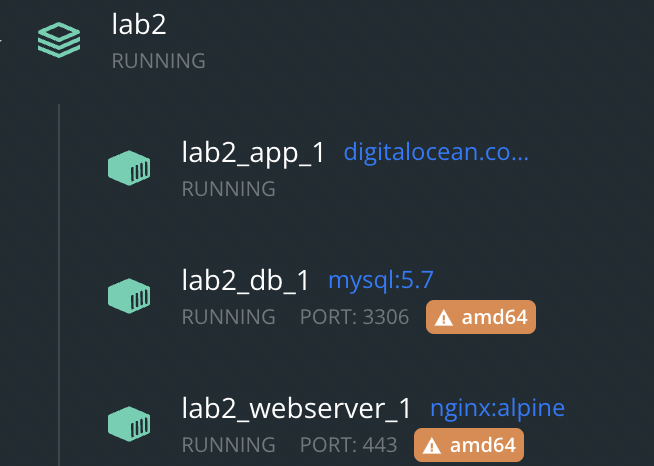 lab2
RUNNING
lab2_app_1 digitalocean.co...
RUNNING
lab2_db_1 mysql:5.7
RUNNING PORT: 3306 amd64
lab2_webserver_1 nginx:alpine
RUNNING PORT: 443 amd64